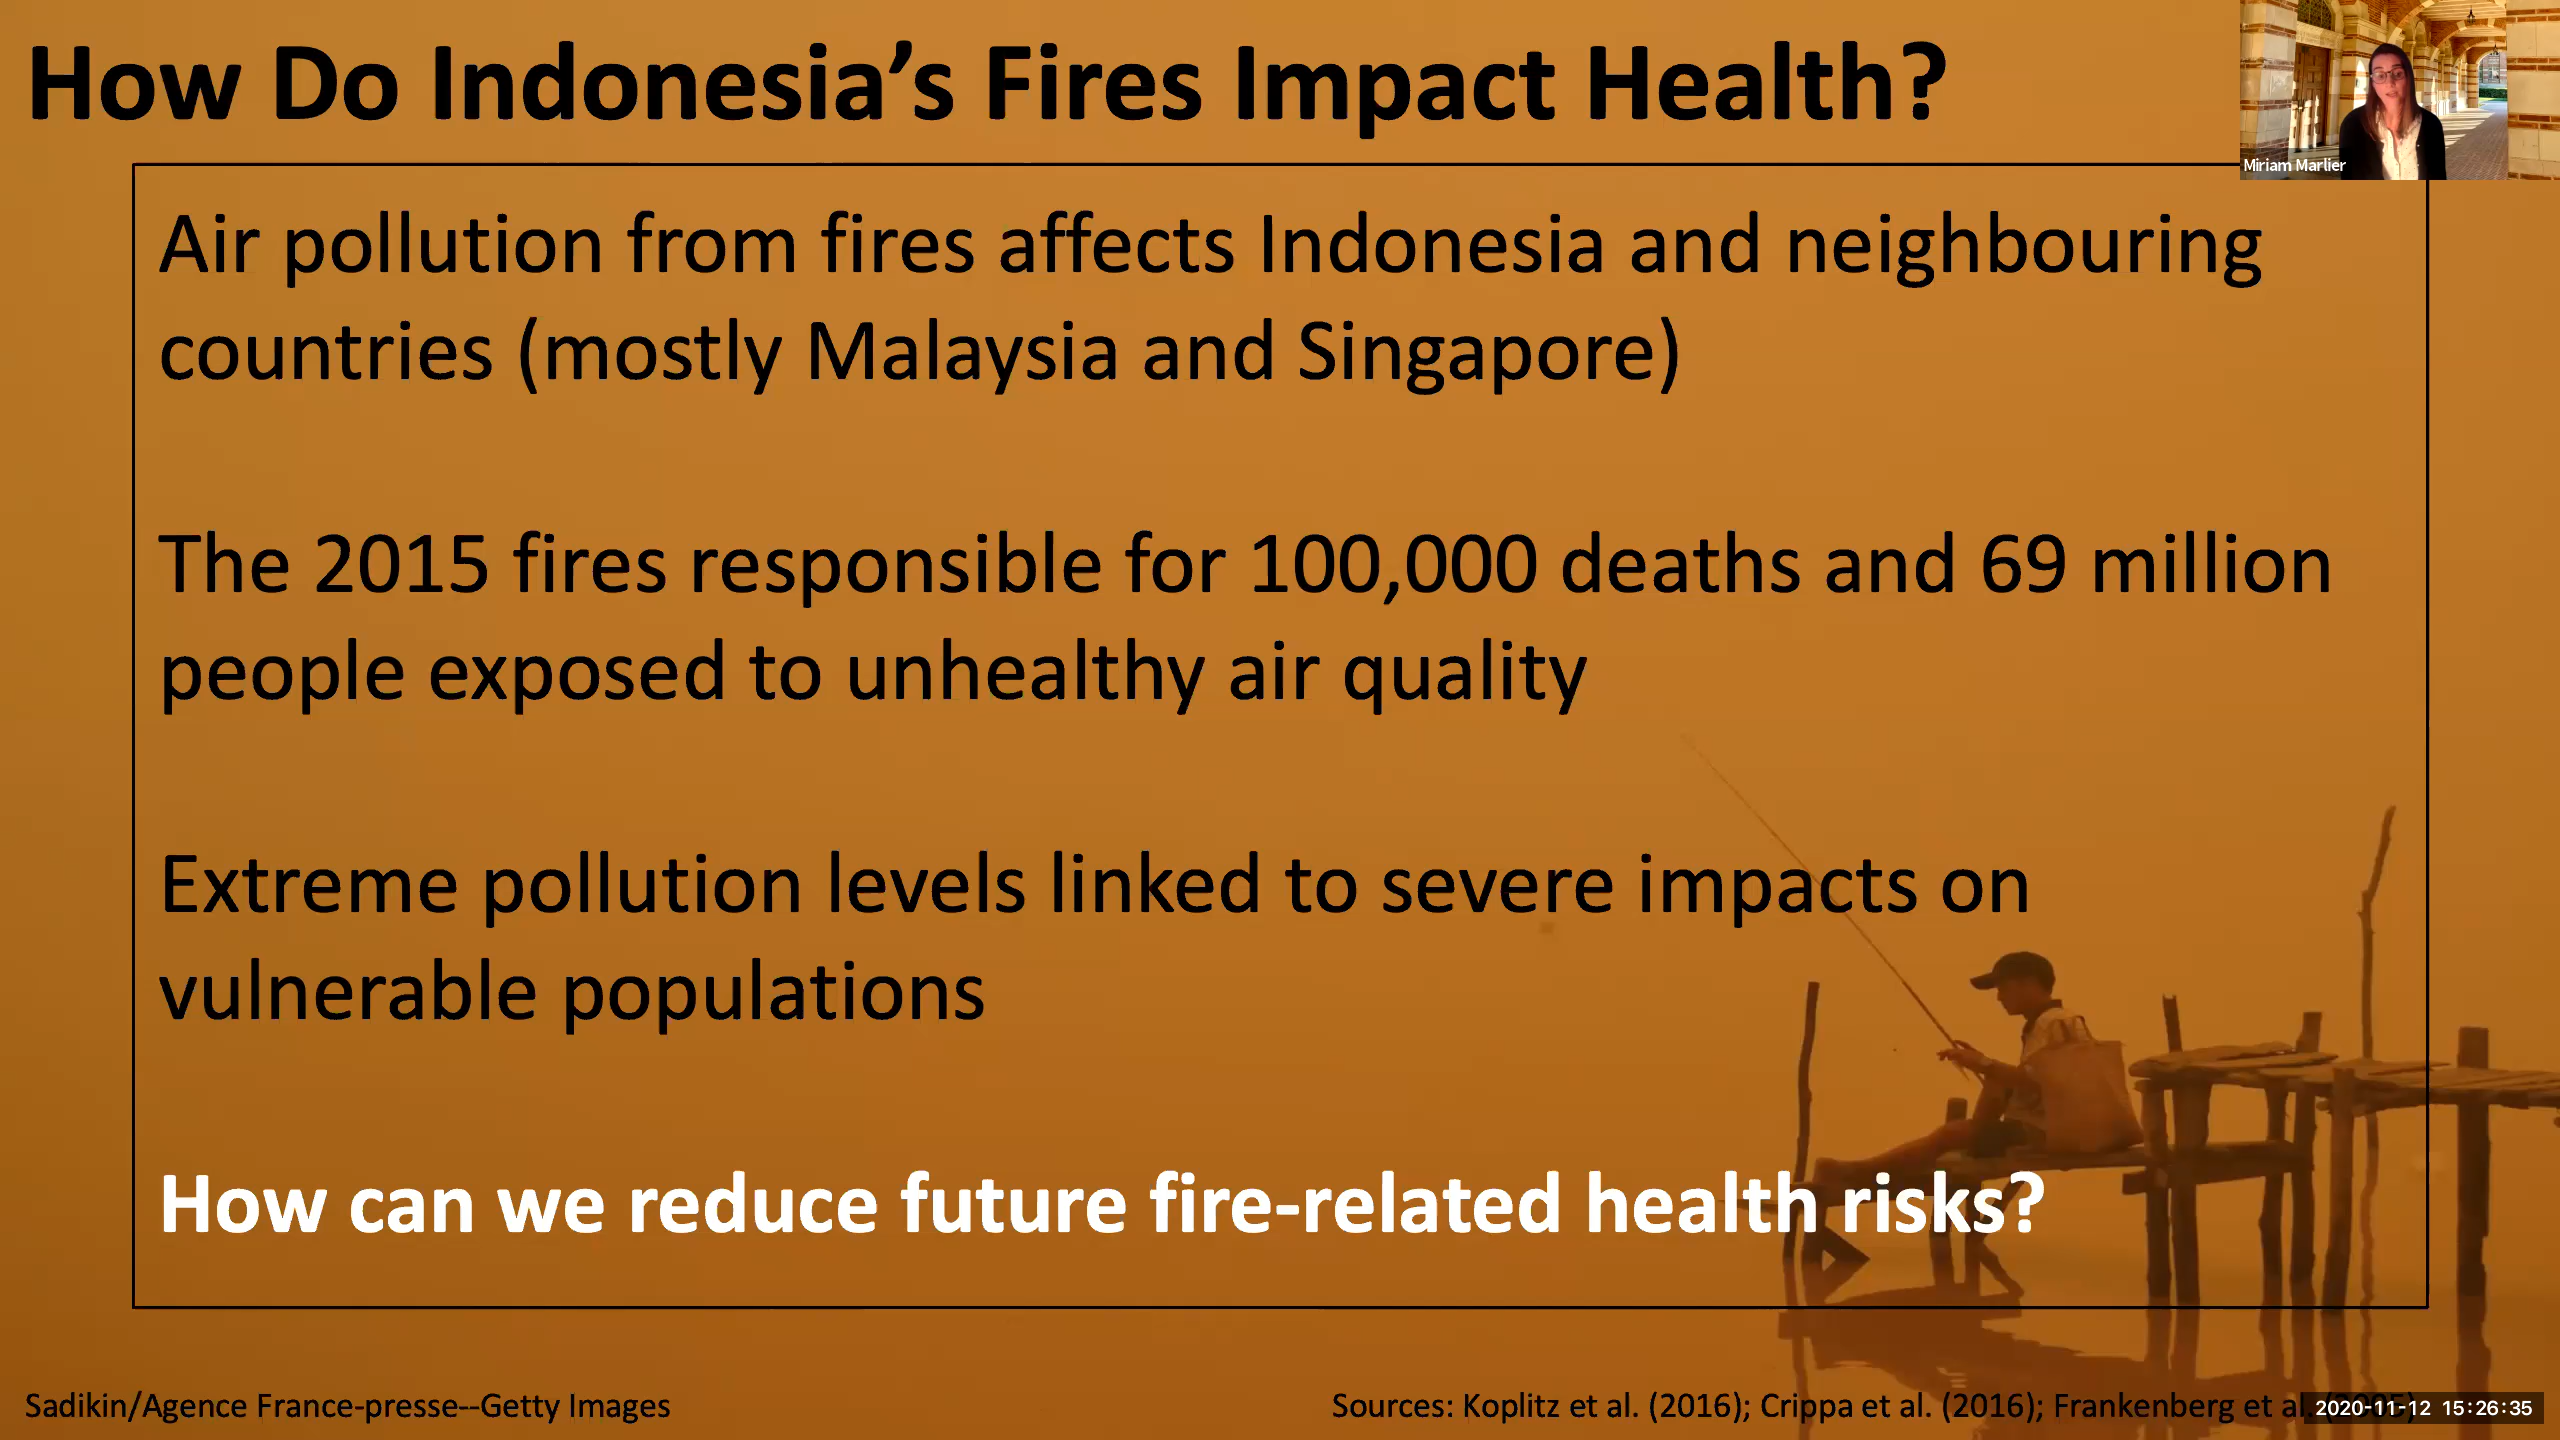 How Do Indonesia’s Fires Impact Health?
Miriam Marlier
Air pollution from fires affects Indonesia and neighbouring
countries (mostly Malaysia and Singapore)
The 2015 fires responsible for 100,000 deaths and 69 million
people exposed to unhealthy air quality
Extreme pollution levels linked to severe impacts on
vulnerable populations
How can we reduce future fire-related health risks?
Sadikin/Agence France-presse--Getty Images
Sources: Koplitz et al. (2016); Crippa et al. (2016); Frankenberg et al.
2020-11-12 15:26:35